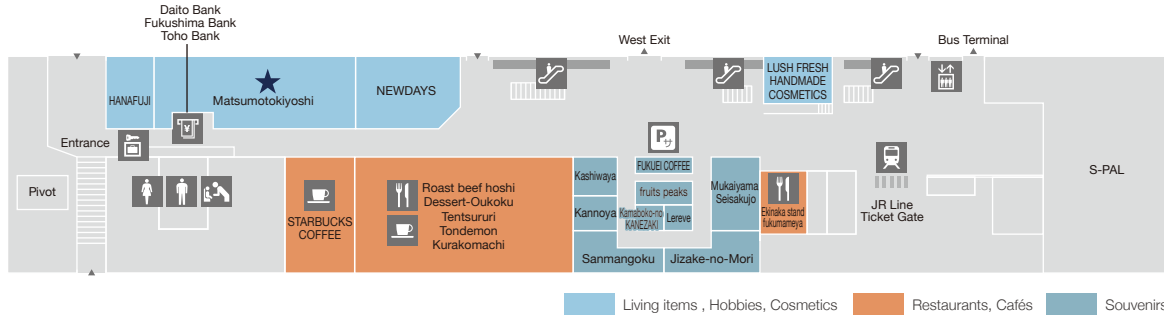 Daito Bank
Fukushima Bank
Toho Bank
West Exit
Bus Terminal
HANAFUJI
Matsumotokiyoshi
NEWDAYS
LUSH FRESH
HANDMADE
COSMETICS
Entrance
Pivot
STARBUCKS
COFFEE
Roast beef hoshi
Dessert-Oukoku
Tentsururi
Tondemon
Kurakomachi
Kashiwaya
Kannoya
Sanmangoku
Pサ
FUKUEI COFFEE
fruits peaks
Kamaboko-no
KANEZAKI
Lereve
Mukaiyama
Seisakujo
Jizake-no-Mori
Ekinaka stand
fukumameya
JR Line
Ticket Gate
S-PAL
Living items , Hobbies, Cosmetics
Restaurants, Cafés
Souvenirs